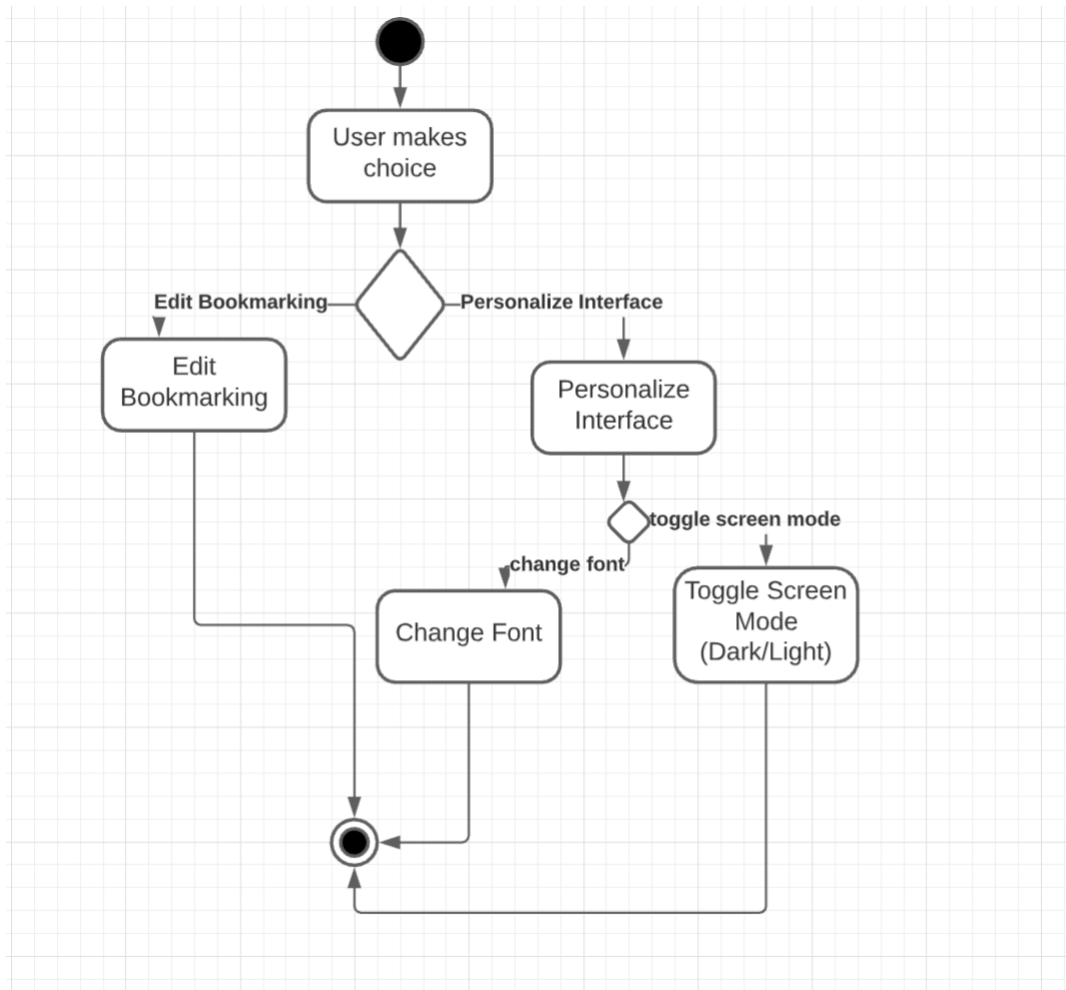 User makes
choice
Edit Bookmarking
Personalize Interface
Edit
Bookmarking
Personalize
Interface
toggle screen mode
change font
Change Font
Toggle Screen
Mode
(Dark/Light)